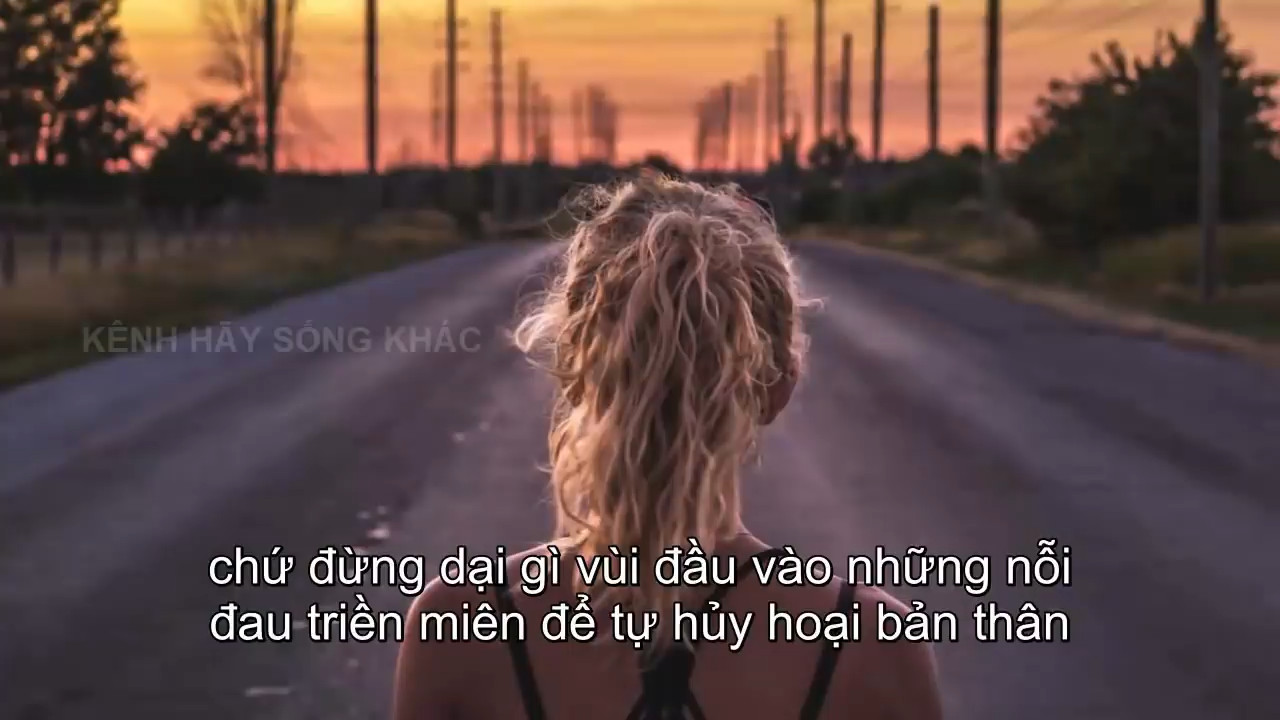 KÊNH HÃY SỐNG KHÁC
chứ đừng dại gì vùi đầu vào những nỗi
đau triền miên để tự hủy hoại bản thân